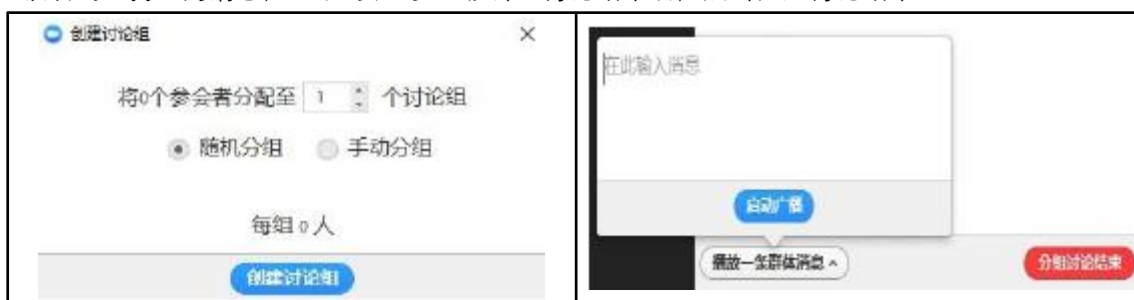 创建讨论组
将0个参会者分配至 1 个讨论组
随机分组 手动分组
每组0人
创建讨论组
在此输入消息
启动广播
播放一条群体消息
分组讨论结束